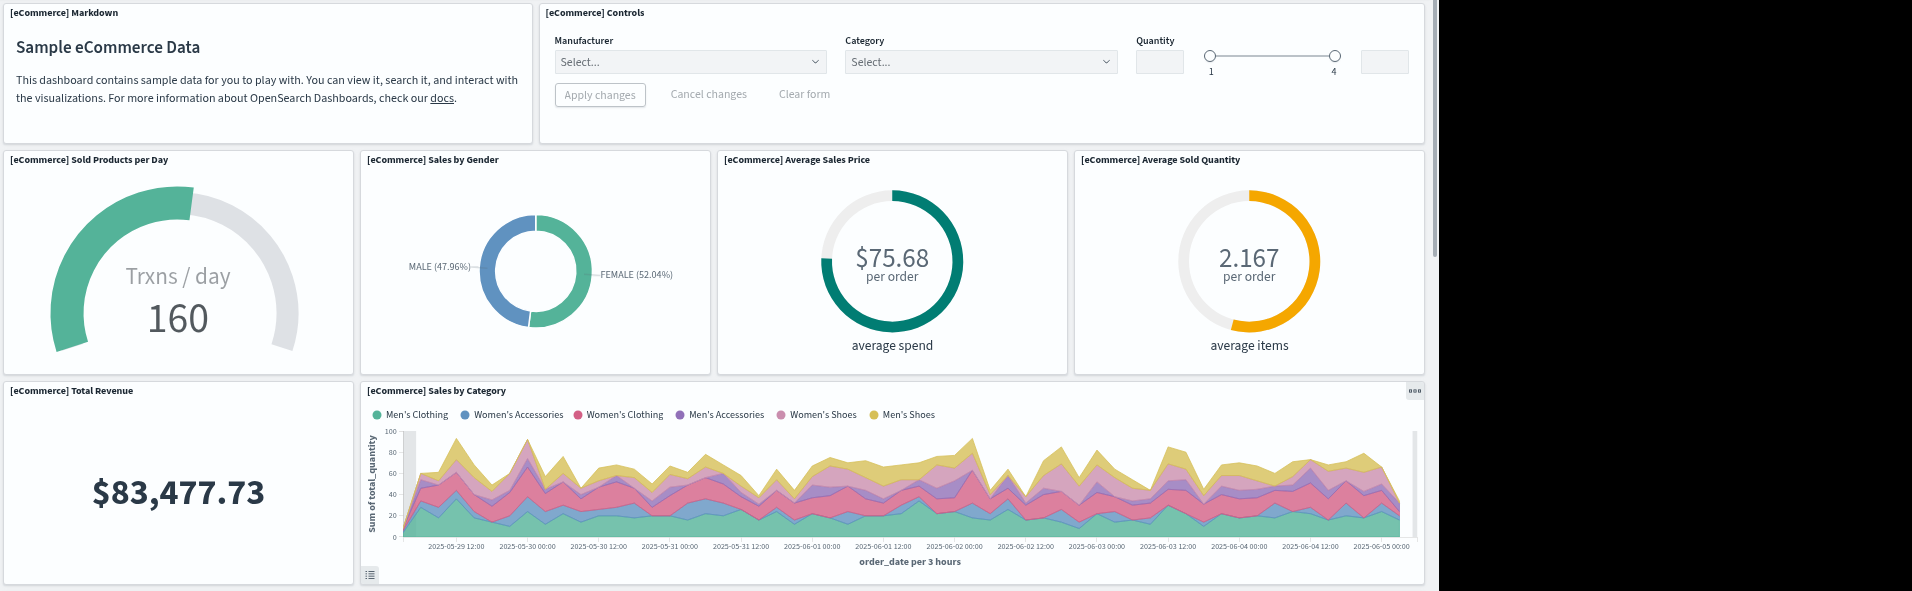 [eCommerce] Markdown
Sample eCommerce Data
This dashboard contains sample data for you to play with. You can view it, search it, and interact with
the visualizations. For more information about OpenSearch Dashboards, check our docs.
[eCommerce] Controls
Manufacturer
Select...
Category
Select...
Quantity
1
4
Apply changes
Cancel changes
Clear form
[eCommerce] Sold Products per Day
Trxns / day
160
[eCommerce] Sales by Gender
MALE (47.96%)
FEMALE (52.04%)
[eCommerce] Average Sales Price
$75.68
per order
average spend
[eCommerce] Average Sold Quantity
2.167
per order
average items
[eCommerce] Total Revenue
$83,477.73
[eCommerce] Sales by Category
Men's Clothing
Women's Accessories
Women's Clothing
Men's Accessories
Women's Shoes
Men's Shoes
Sum of total_quantity
100
80
60
40
20
0
2025-05-29 12:00
2025-05-30 00:00
2025-05-30 12:00
2025-05-31 00:00
2025-05-31 12:00
2025-06-01 00:00
2025-06-01 12:00
2025-06-02 00:00
2025-06-02 12:00
2025-06-03 00:00
2025-06-03 12:00
2025-06-04 00:00
2025-06-04 12:00
2025-06-05 00:00
order_date per 3 hours